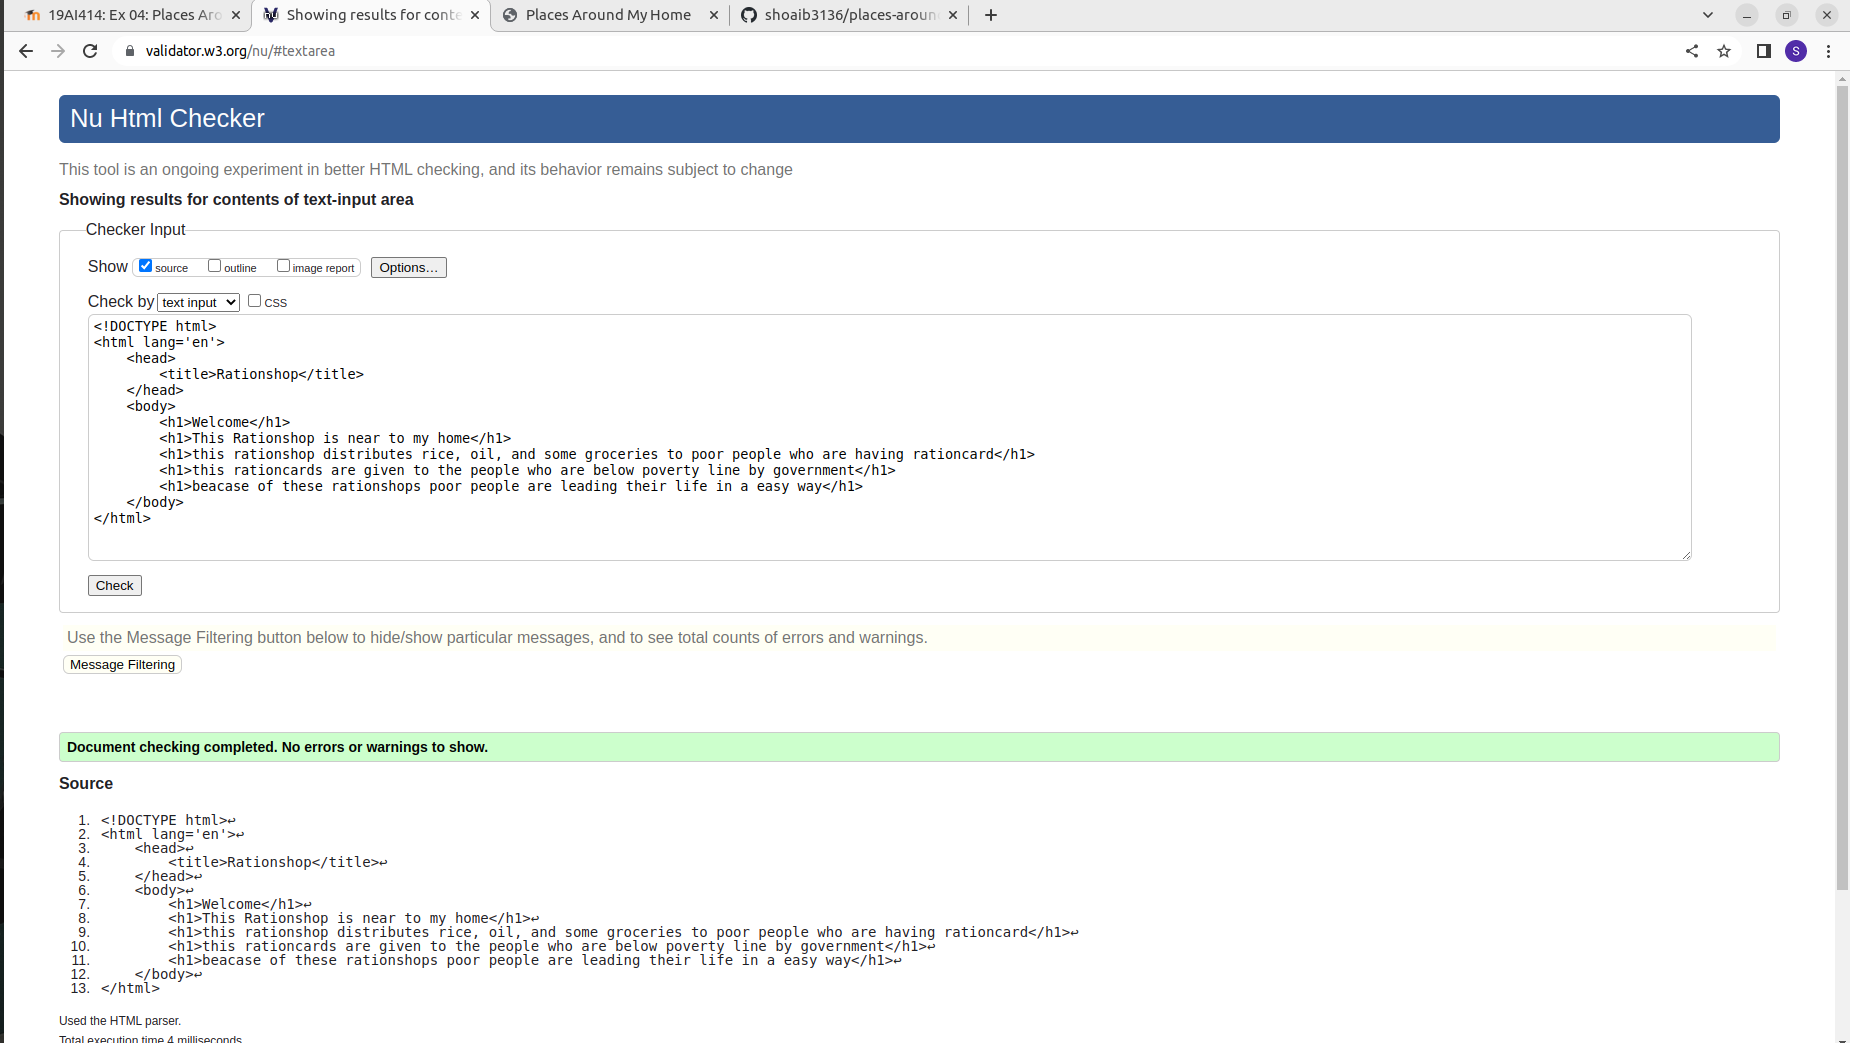 19AI414: Ex 04: Places Aro
Showing results for conte
Places Around My Home
shoaib3136/places-aroun
validator.w3.org/nu/#textarea
S
Nu Html Checker
This tool is an ongoing experiment in better HTML checking, and its behavior remains subject to change
Showing results for contents of text-input area
Checker Input
Show source outline image report Options...
Check by text input CSS
<!DOCTYPE html>
<html lang='en'>
    <head>
        <title>Rationshop</title>
    </head>
    <body>
        <h1>Welcome</h1>
        <h1>This Rationshop is near to my home</h1>
        <h1>this rationshop distributes rice, oil, and some groceries to poor people who are having rationcard</h1>
        <h1>this rationcards are given to the people who are below poverty line by government</h1>
        <h1>beacase of these rationshops poor people are leading their life in a easy way</h1>
    </body>
</html>
Check
Use the Message Filtering button below to hide/show particular messages, and to see total counts of errors and warnings.
Message Filtering
Document checking completed. No errors or warnings to show.
Source
1. <!DOCTYPE html>↩
2. <html lang='en'>↩
3.     <head>↩
4.         <title>Rationshop</title>↩
5.     </head>↩
6.     <body>↩
7.         <h1>Welcome</h1>↩
8.         <h1>This Rationshop is near to my home</h1>↩
9.         <h1>this rationshop distributes rice, oil, and some groceries to poor people who are having rationcard</h1>↩
10.         <h1>this rationcards are given to the people who are below poverty line by government</h1>↩
11.         <h1>beacase of these rationshops poor people are leading their life in a easy way</h1>↩
12.     </body>↩
13. </html>
Used the HTML parser.
Total execution time 4 milliseconds.